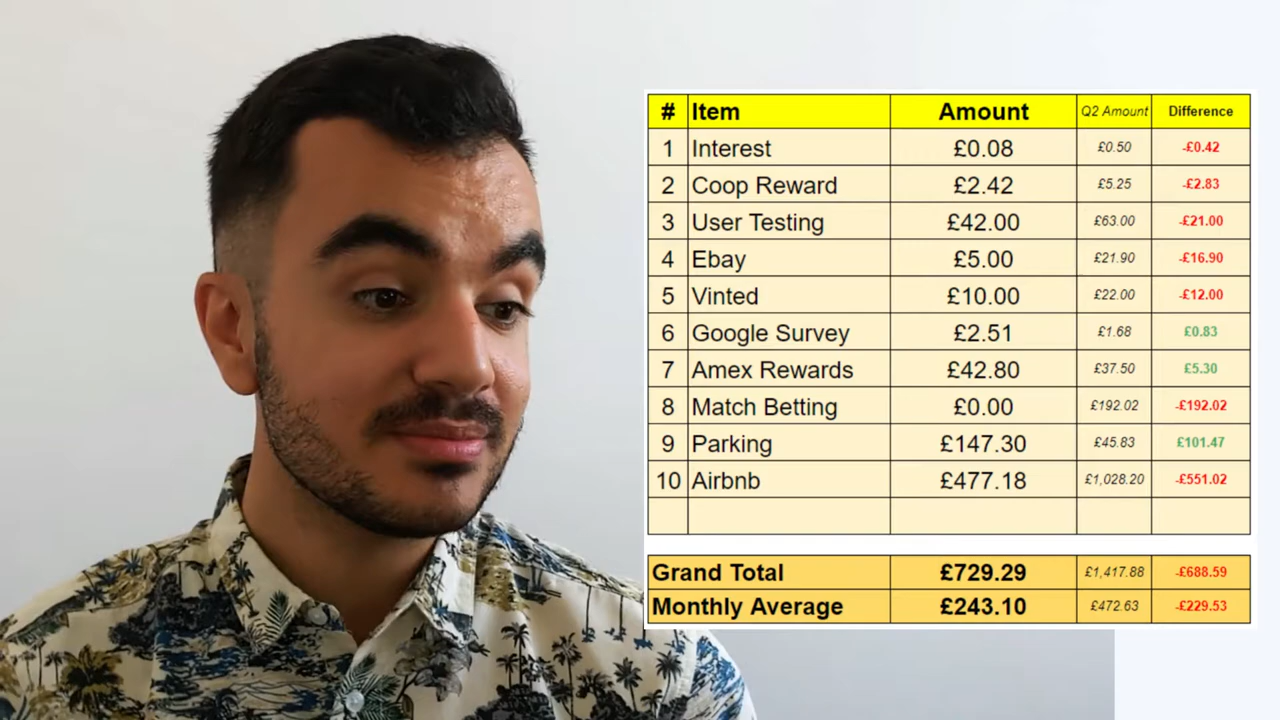 # Item Amount Q2 Amount Difference
1 Interest £0.08 £0.50 -£0.42
2 Coop Reward £2.42 £5.25 -£2.83
3 User Testing £42.00 £63.00 -£21.00
4 Ebay £5.00 £21.90 -£16.90
5 Vinted £10.00 £22.00 -£12.00
6 Google Survey £2.51 £1.68 £0.83
7 Amex Rewards £42.80 £37.50 £5.30
8 Match Betting £0.00 £192.02 -£192.02
9 Parking £147.30 £45.83 £101.47
10 Airbnb £477.18 £1,028.20 -£551.02
Grand Total £729.29 £1,417.88 -£688.59
Monthly Average £243.10 £472.63 -£229.53